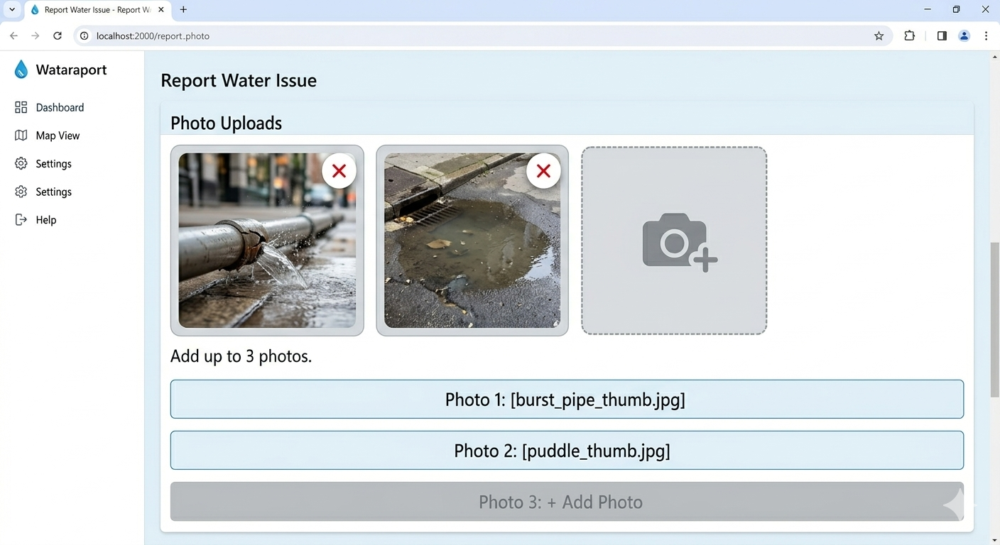 Report Water Issue - Report W
localhost:2000/report.photo
Wataraport
Dashboard
Map View
Settings
Settings
Help
Report Water Issue
Photo Uploads
Add up to 3 photos.
Photo 1: [burst_pipe_thumb.jpg]
Photo 2: [puddle_thumb.jpg]
Photo 3: + Add Photo